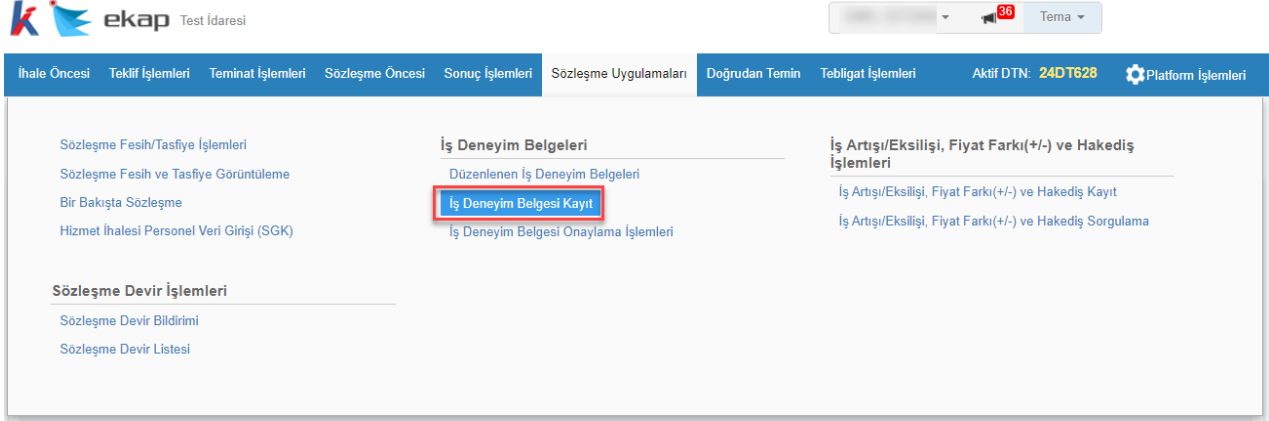 ekap Test İdaresi
36
Tema
İhale Öncesi Teklif İşlemleri Teminat İşlemleri Sözleşme Öncesi Sonuç İşlemleri Sözleşme Uygulamaları Doğrudan Temin Tebligat İşlemleri Aktif DTN: 24DT628 Platform İşlemleri
Sözleşme Fesih/Tasfiye İşlemleri
Sözleşme Fesih ve Tasfiye Görüntüleme
Bir Bakışta Sözleşme
Hizmet İhalesi Personel Veri Girişi (SGK)
İş Deneyim Belgeleri
Düzenlenen İş Deneyim Belgeleri
İş Deneyim Belgesi Kayıt
İş Deneyim Belgesi Onaylama İşlemleri
İş Artışı/Eksilişi, Fiyat Farkı(+/-) ve Hakediş
İşlemleri
İş Artışı/Eksilişi, Fiyat Farkı(+/-) ve Hakediş Kayıt
İş Artışı/Eksilişi, Fiyat Farkı(+/-) ve Hakediş Sorgulama
Sözleşme Devir İşlemleri
Sözleşme Devir Bildirimi
Sözleşme Devir Listesi